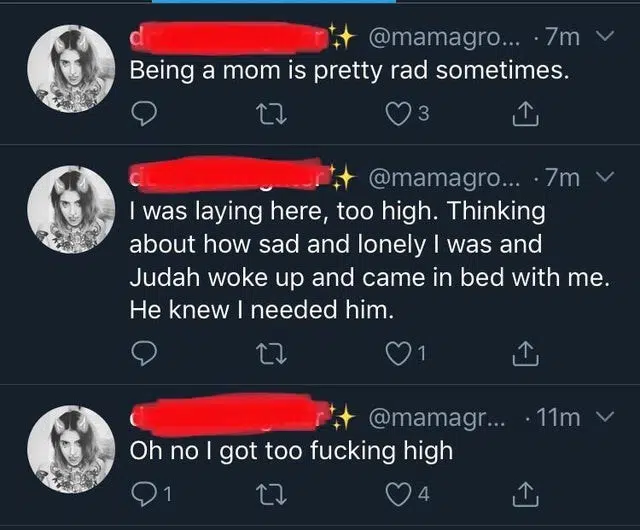 @mamagro... · 7m
Being a mom is pretty rad sometimes.
3
@mamagro... · 7m
I was laying here, too high. Thinking
about how sad and lonely I was and
Judah woke up and came in bed with me.
He knew I needed him.
1
@mamagr... · 11m
Oh no I got too fucking high
1 4